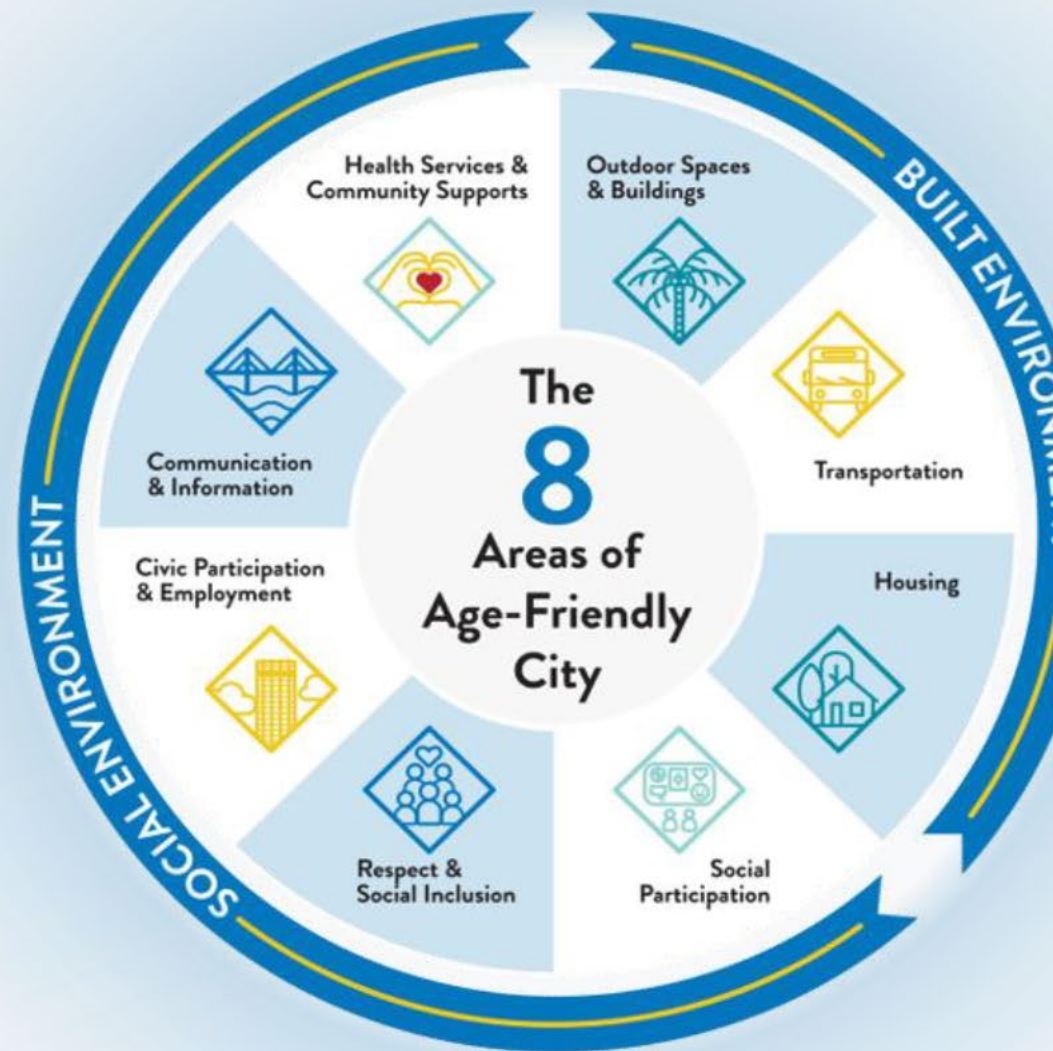 The
8
Areas of
Age-Friendly
City
BUILT ENVIRONMENT
Outdoor Spaces
& Buildings
Transportation
Housing
Social
Participation
Respect &
Social Inclusion
Civic Participation
& Employment
Communication
& Information
Health Services &
Community Supports
SOCIAL ENVIRONMENT